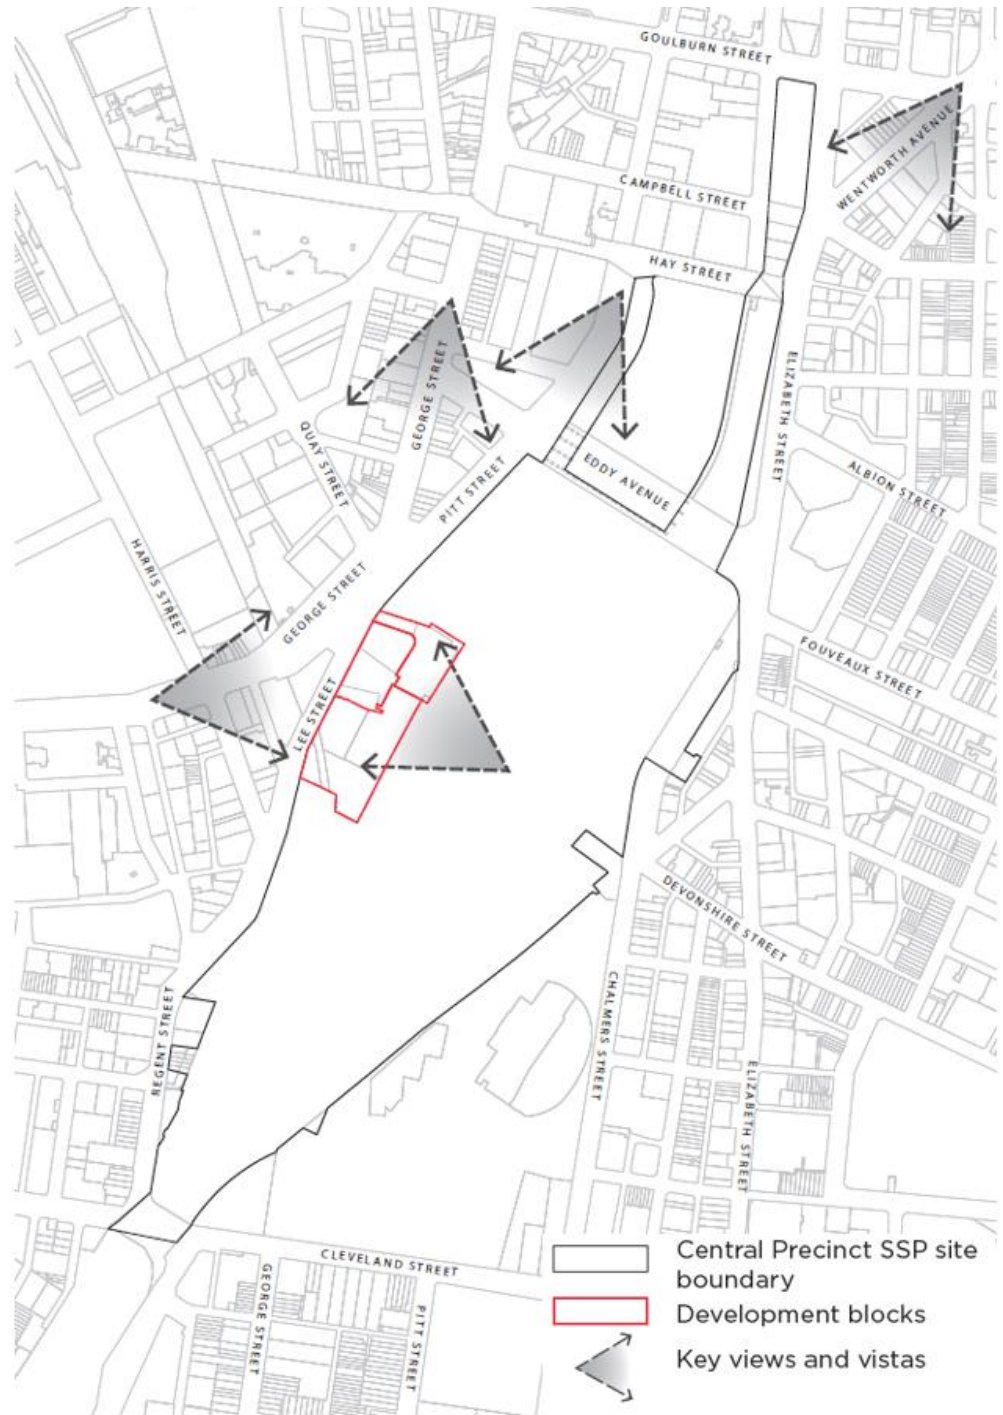 GOULBURN STREET
WENTWORTH AVENUE
CAMPBELL STREET
HAY STREET
ELIZABETH STREET
GEORGE STREET
QUAY STREET
PITT STREET
EDDY AVENUE
ALBION STREET
HARRIS STREET
GEORGE STREET
FOUVEAUX STREET
LEE STREET
DEVONSHIRE STREET
REGENT STREET
CHALMERS STREET
ELIZABETH STREET
CLEVELAND STREET
GEORGE STREET
PITT STREET
Central Precinct SSP site
boundary
Development blocks
Key views and vistas